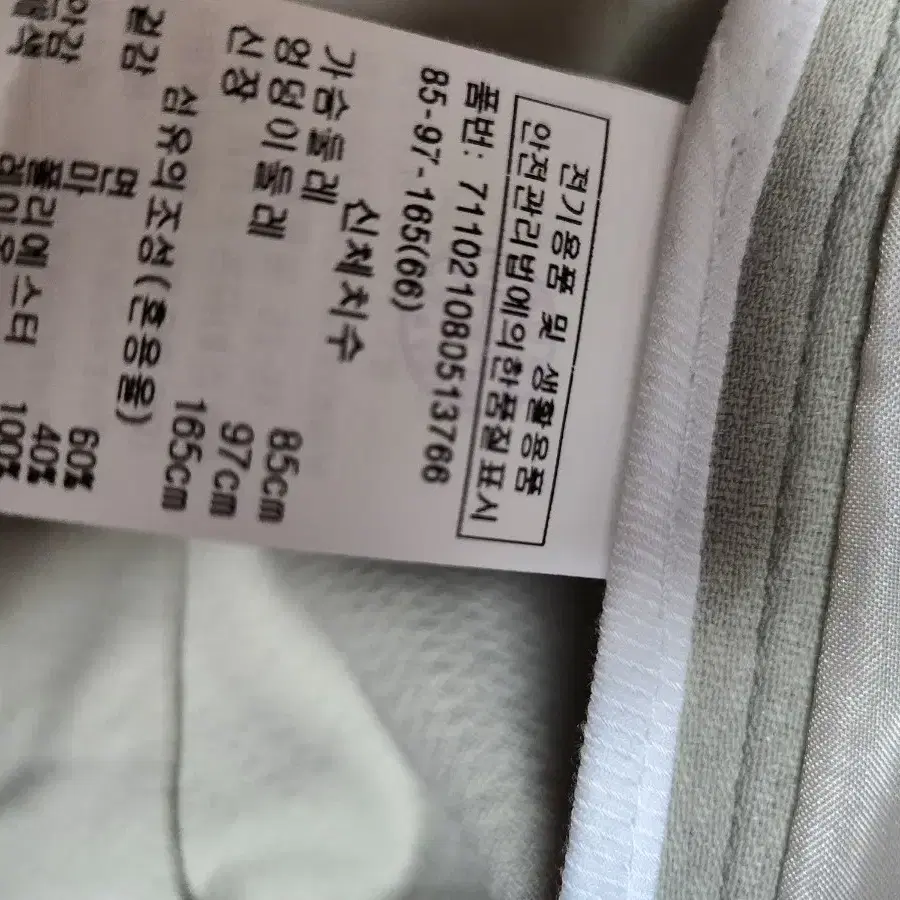 전기용품 및 생활용품
안전관리법에의한품질표시
품번: 711021080513766
85-97-165(66)
신체치수
가슴둘레 85cm
엉덩이둘레 97cm
신장 165cm
섬유의조성(혼용율)
겉감 면 60%
마 40%
안감 폴리에스터 100%